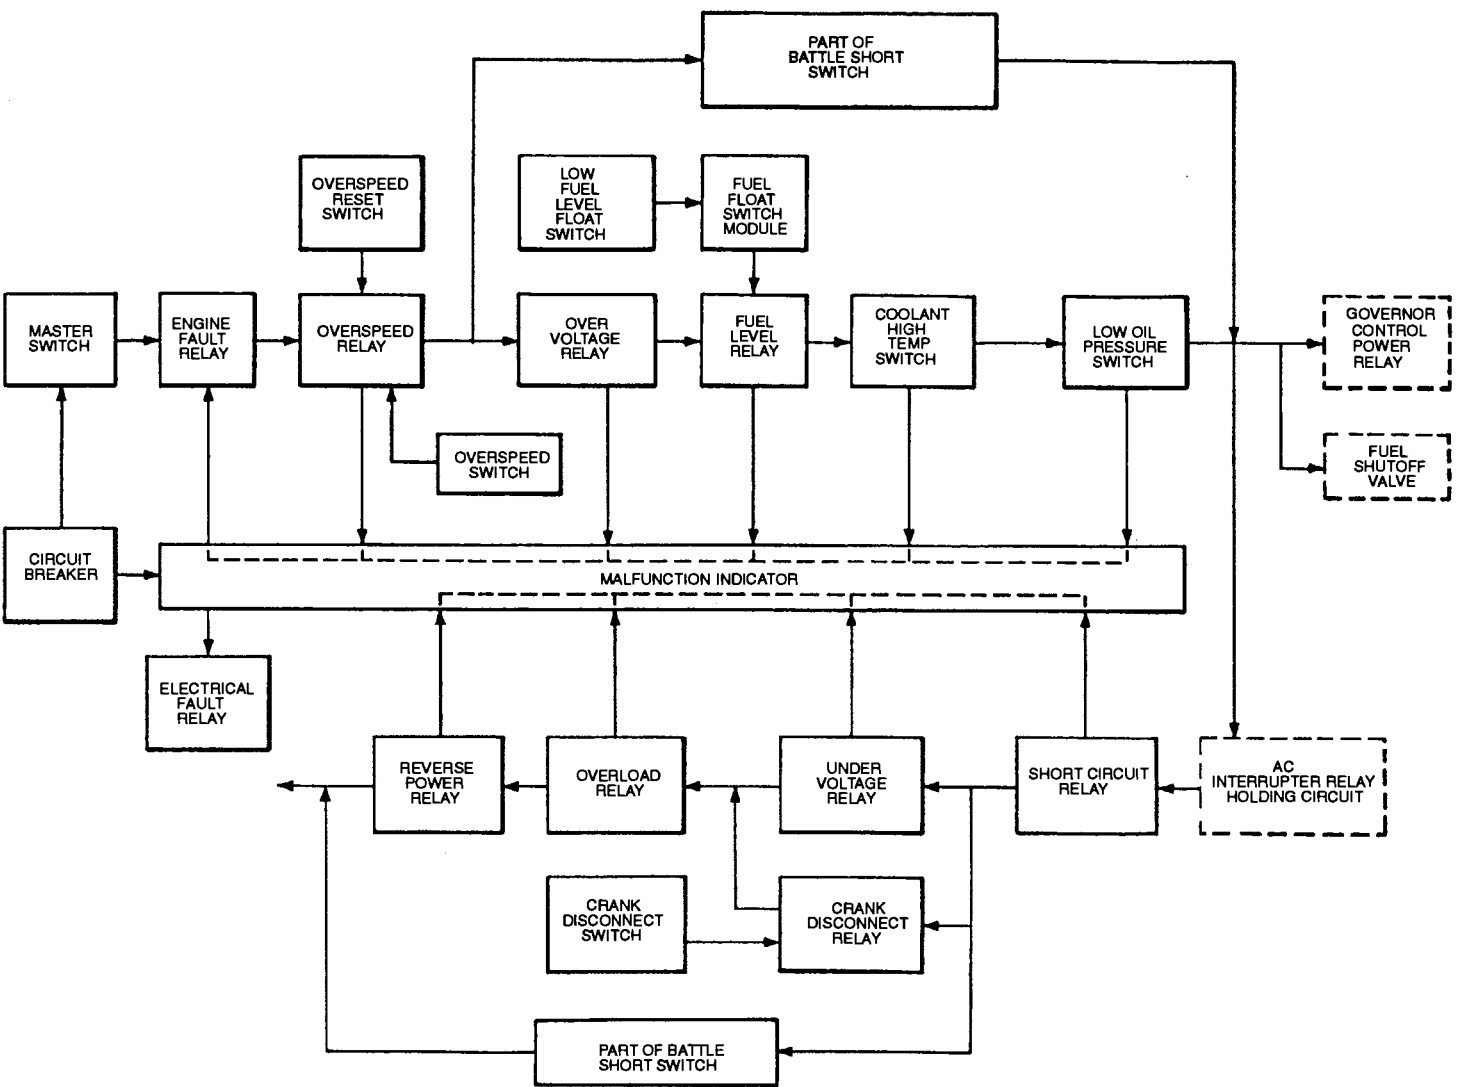 PART OF
BATTLE SHORT
SWITCH
OVERSPEED
RESET
SWITCH
LOW
FUEL
LEVEL
FLOAT
SWITCH
FUEL
FLOAT
SWITCH
MODULE
MASTER
SWITCH
ENGINE
FAULT
RELAY
OVERSPEED
RELAY
OVER
VOLTAGE
RELAY
FUEL
LEVEL
RELAY
COOLANT
HIGH
TEMP
SWITCH
LOW OIL
PRESSURE
SWITCH
GOVERNOR
CONTROL
POWER
RELAY
OVERSPEED
SWITCH
FUEL
SHUTOFF
VALVE
CIRCUIT
BREAKER
MALFUNCTION INDICATOR
ELECTRICAL
FAULT
RELAY
REVERSE
POWER
RELAY
OVERLOAD
RELAY
UNDER
VOLTAGE
RELAY
SHORT CIRCUIT
RELAY
AC
INTERRUPTER RELAY
HOLDING CIRCUIT
CRANK
DISCONNECT
SWITCH
CRANK
DISCONNECT
RELAY
PART OF BATTLE
SHORT SWITCH